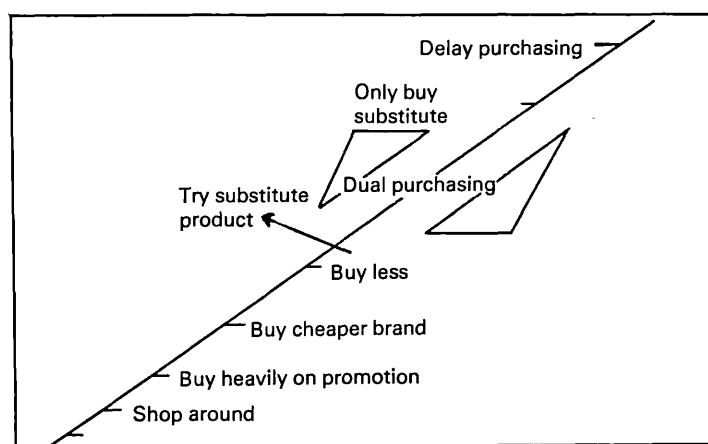 Delay purchasing
Only buy
substitute
Dual purchasing
Try substitute
product
Buy less
Buy cheaper brand
Buy heavily on promotion
Shop around